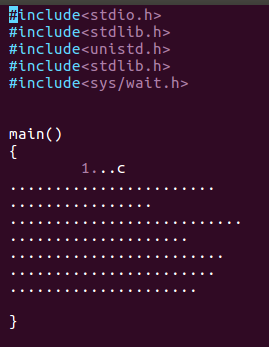 #include<stdio.h>
#include<stdlib.h>
#include<unistd.h>
#include<stdlib.h>
#include<sys/wait.h>
main()
{
1...c
.......................
................
..........................
....................
........................
.......................
.....................
}